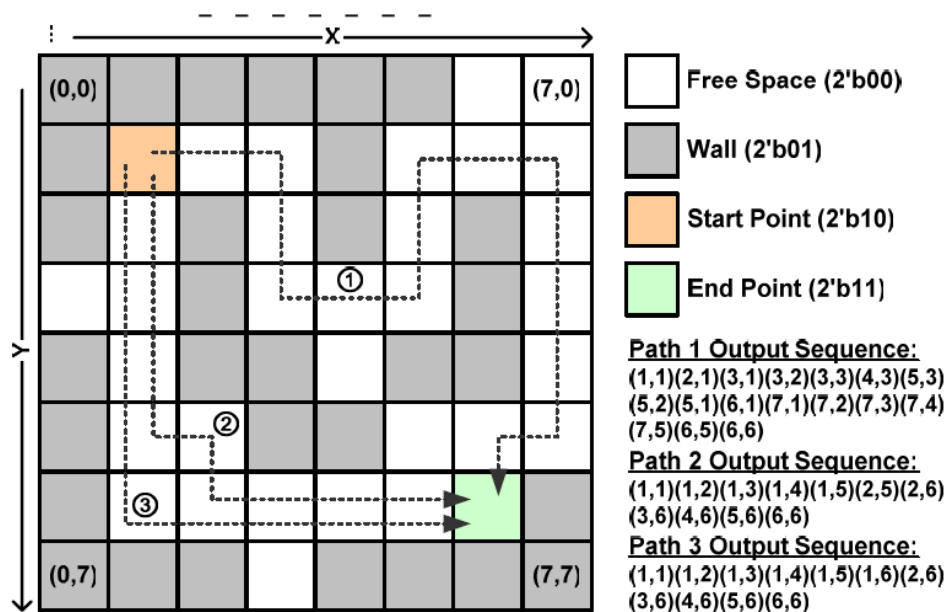 X
(0,0)
(7,0)
Free Space (2'b00)
Wall (2'b01)
Start Point (2'b10)
①
End Point (2'b11)
Y
Path 1 Output Sequence:
(1,1)(2,1)(3,1)(3,2)(3,3)(4,3)(5,3)
(5,2)(5,1)(6,1)(7,1)(7,2)(7,3)(7,4)
(7,5)(6,5)(6,6)
②
Path 2 Output Sequence:
(1,1)(1,2)(1,3)(1,4)(1,5)(2,5)(2,6)
(3,6)(4,6)(5,6)(6,6)
③
Path 3 Output Sequence:
(1,1)(1,2)(1,3)(1,4)(1,5)(1,6)(2,6)
(3,6)(4,6)(5,6)(6,6)
(0,7)
(7,7)